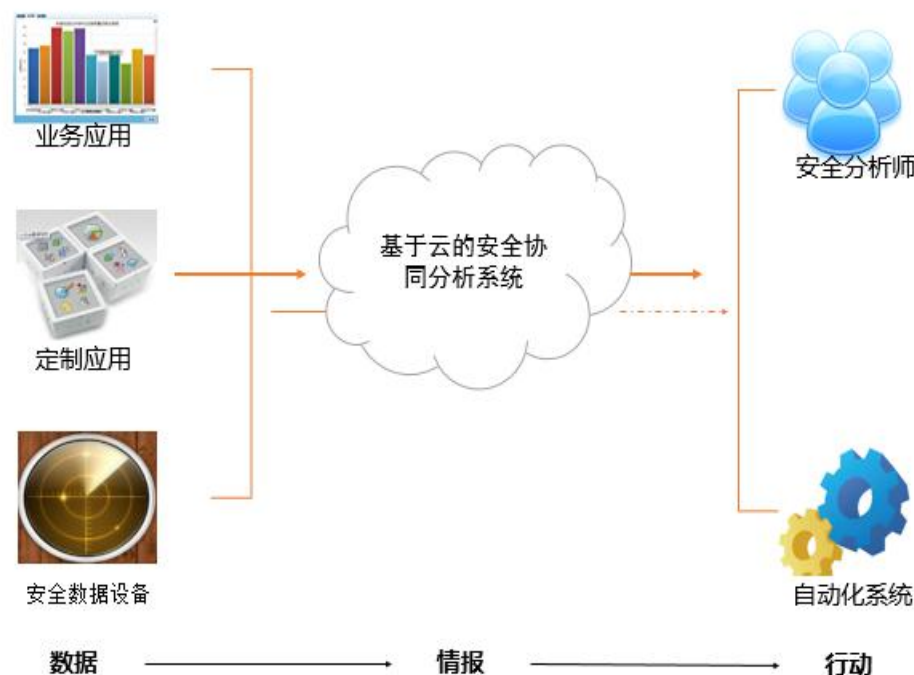 业务应用
安全分析师
基于云的安全协
同分析系统
定制应用
安全数据设备
自动化系统
数据
情报
行动